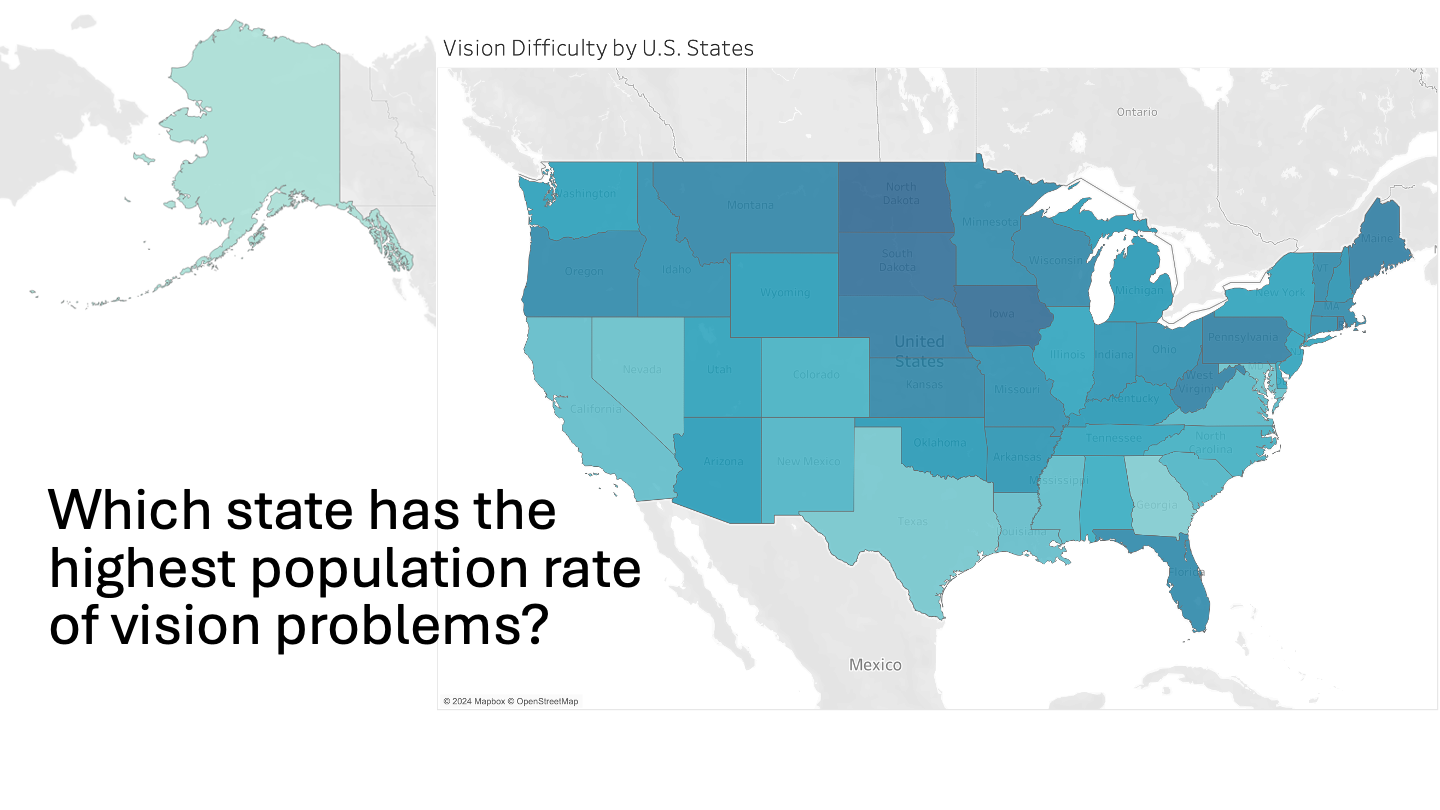 Vision Difficulty by U.S. States
Ontario
Washington
North
Dakota
Montana
Minnesota
Maine
South
Dakota
Wisconsin
Oregon
Idaho
VT
Wyoming
Michigan
New York
MA
Iowa
United
States
Pennsylvania
Illinois
Indiana
Ohio
Nevada
Utah
Colorado
Kansas
West
Virginia
Missouri
Kentucky
California
Tennessee
North
Carolina
Oklahoma
Arizona
New Mexico
Arkansas
Mississippi
Georgia
Texas
Louisiana
Florida
Which state has the
highest population rate
of vision problems?
Mexico
© 2024 Mapbox © OpenStreetMap